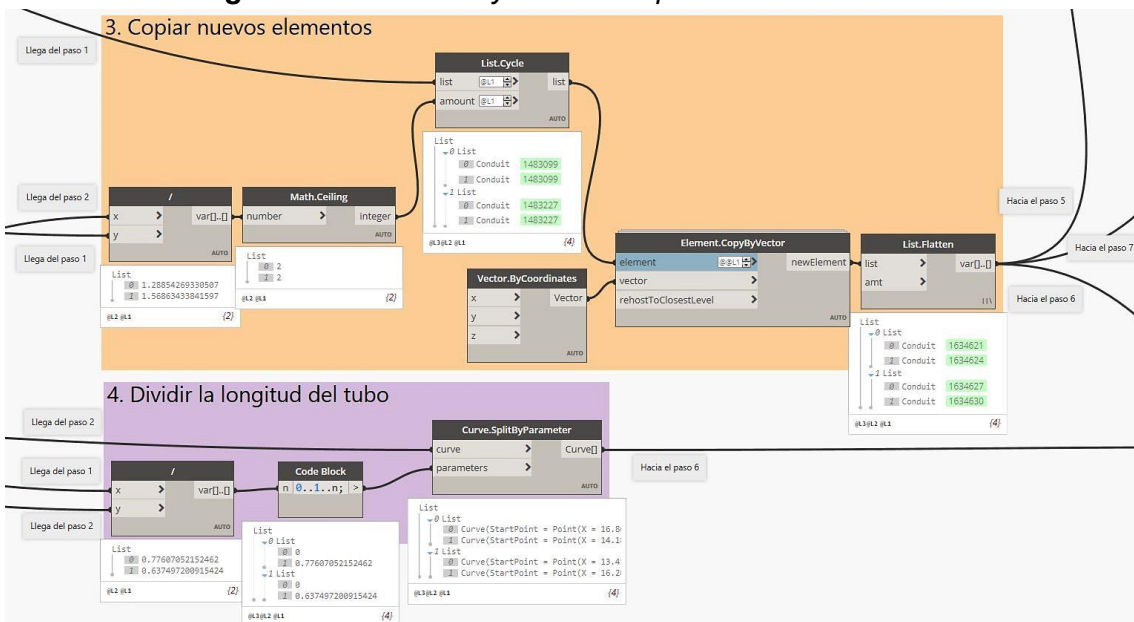 3. Copiar nuevos elementos
Llega del paso 1
List.Cycle
list @L1 > list
amount @L1 >
AUTO
List
0 List
0 Conduit 1483099
1 Conduit 1483099
1 List
0 Conduit 1483227
1 Conduit 1483227
@L3 @L2 @L1 {4}
Llega del paso 2
Llega del paso 1
/
x > var[]..[]
y >
AUTO
List
0 1.28854269330507
1 1.56863433841597
@L2 @L1 {2}
Math.Ceiling
number > integer
AUTO
List
0 2
1 2
@L2 @L1 {2}
Vector.ByCoordinates
x > Vector
y >
z >
AUTO
Element.CopyByVector
element @@L1 > newElement
vector >
rehostToClosestLevel >
AUTO
List.Flatten
list > var[]..[]
amt >
|||
List
0 List
0 Conduit 1634621
1 Conduit 1634624
1 List
0 Conduit 1634627
1 Conduit 1634630
@L3 @L2 @L1 {4}
Hacia el paso 5
Hacia el paso 7
Hacia el paso 6
4. Dividir la longitud del tubo
Llega del paso 2
Llega del paso 1
Llega del paso 2
/
x > var[]..[]
y >
AUTO
List
0 0.77607052152462
1 0.637497200915424
@L2 @L1 {2}
Code Block
n 0..1..n; >
List
0 List
0 0
1 0.77607052152462
1 List
0 0
1 0.637497200915424
@L3 @L2 @L1 {4}
Curve.SplitByParameter
curve > Curve[]
parameters >
AUTO
List
0 List
0 Curve(StartPoint = Point(X = 16.8
1 Curve(StartPoint = Point(X = 14.1
1 List
0 Curve(StartPoint = Point(X = 13.4
1 Curve(StartPoint = Point(X = 16.2
@L3 @L2 @L1 {4}
Hacia el paso 6